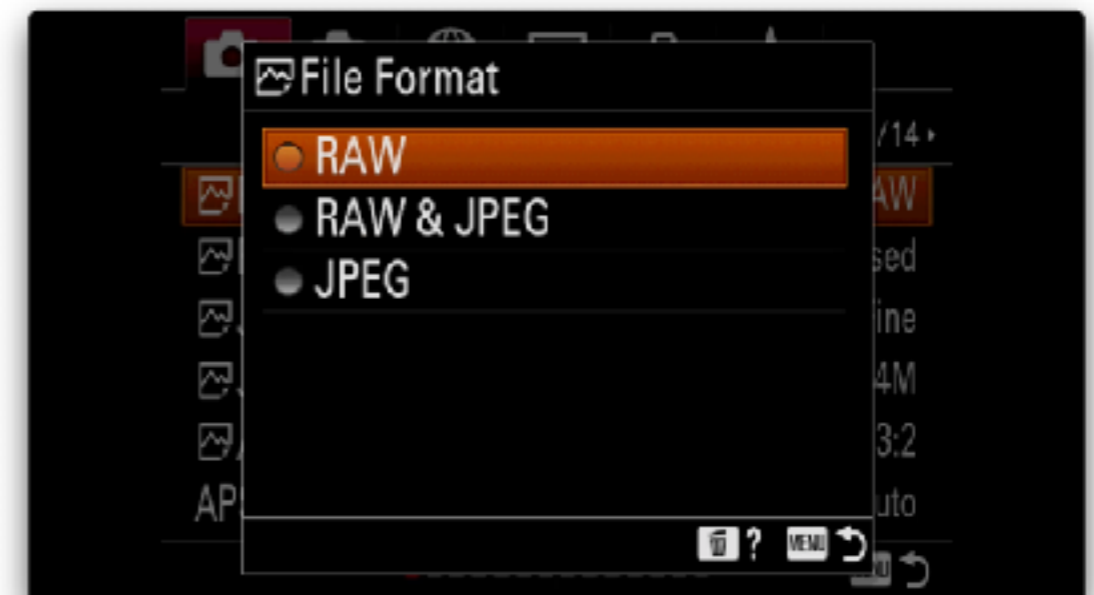 File Format
/14
RAW
AW
RAW & JPEG
sed
JPEG
ine
4M
3:2
AP
uto
?
MENU